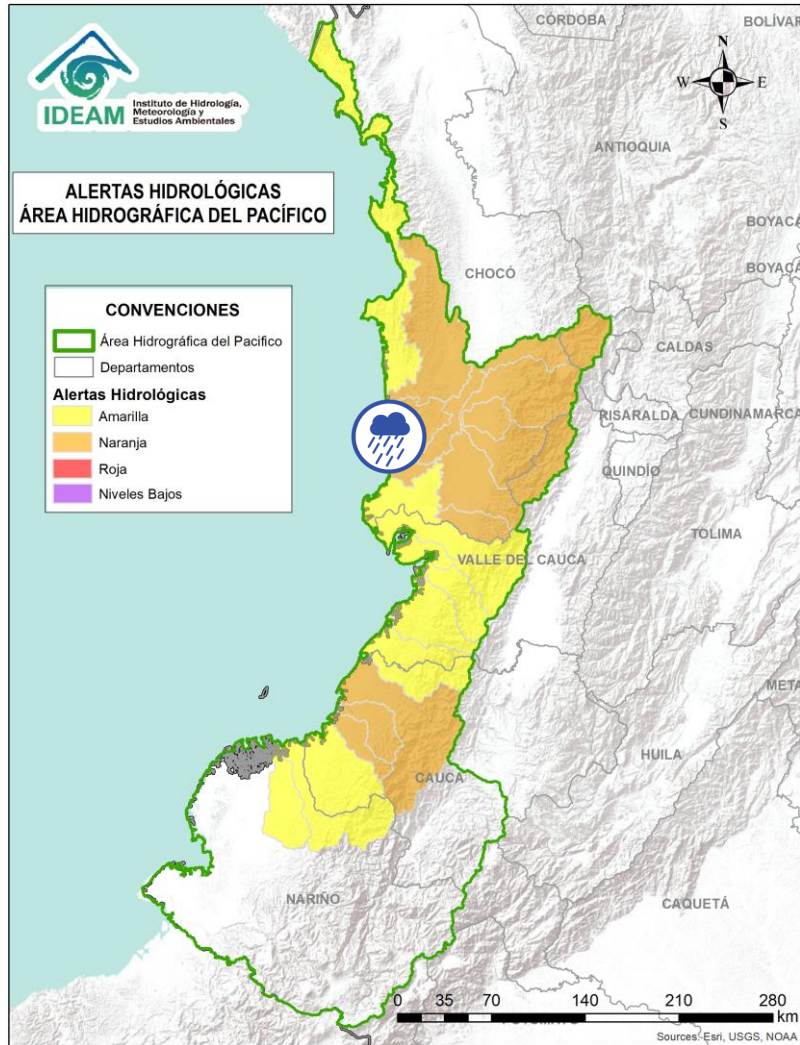 IDEAM
Instituto de Hidrología,
Meteorología y
Estudios Ambientales
CÓRDOBA
BOLÍVAR
N
W E
S
ANTIOQUIA
ALERTAS HIDROLÓGICAS
ÁREA HIDROGRÁFICA DEL PACÍFICO
BOYACÁ
BOYACÁ
CHOCÓ
CONVENCIONES
Área Hidrográfica del Pacifico
Departamentos
Alertas Hidrológicas
Amarilla
Naranja
Roja
Niveles Bajos
CALDAS
RISARALDA
CUNDINAMARCA
QUINDÍO
TOLIMA
VALLE DEL CAUCA
META
HUILA
CAUCA
NARIÑO
CAQUETÁ
0 35 70 140 210 280
km
Sources: Esri, USGS, NOAA